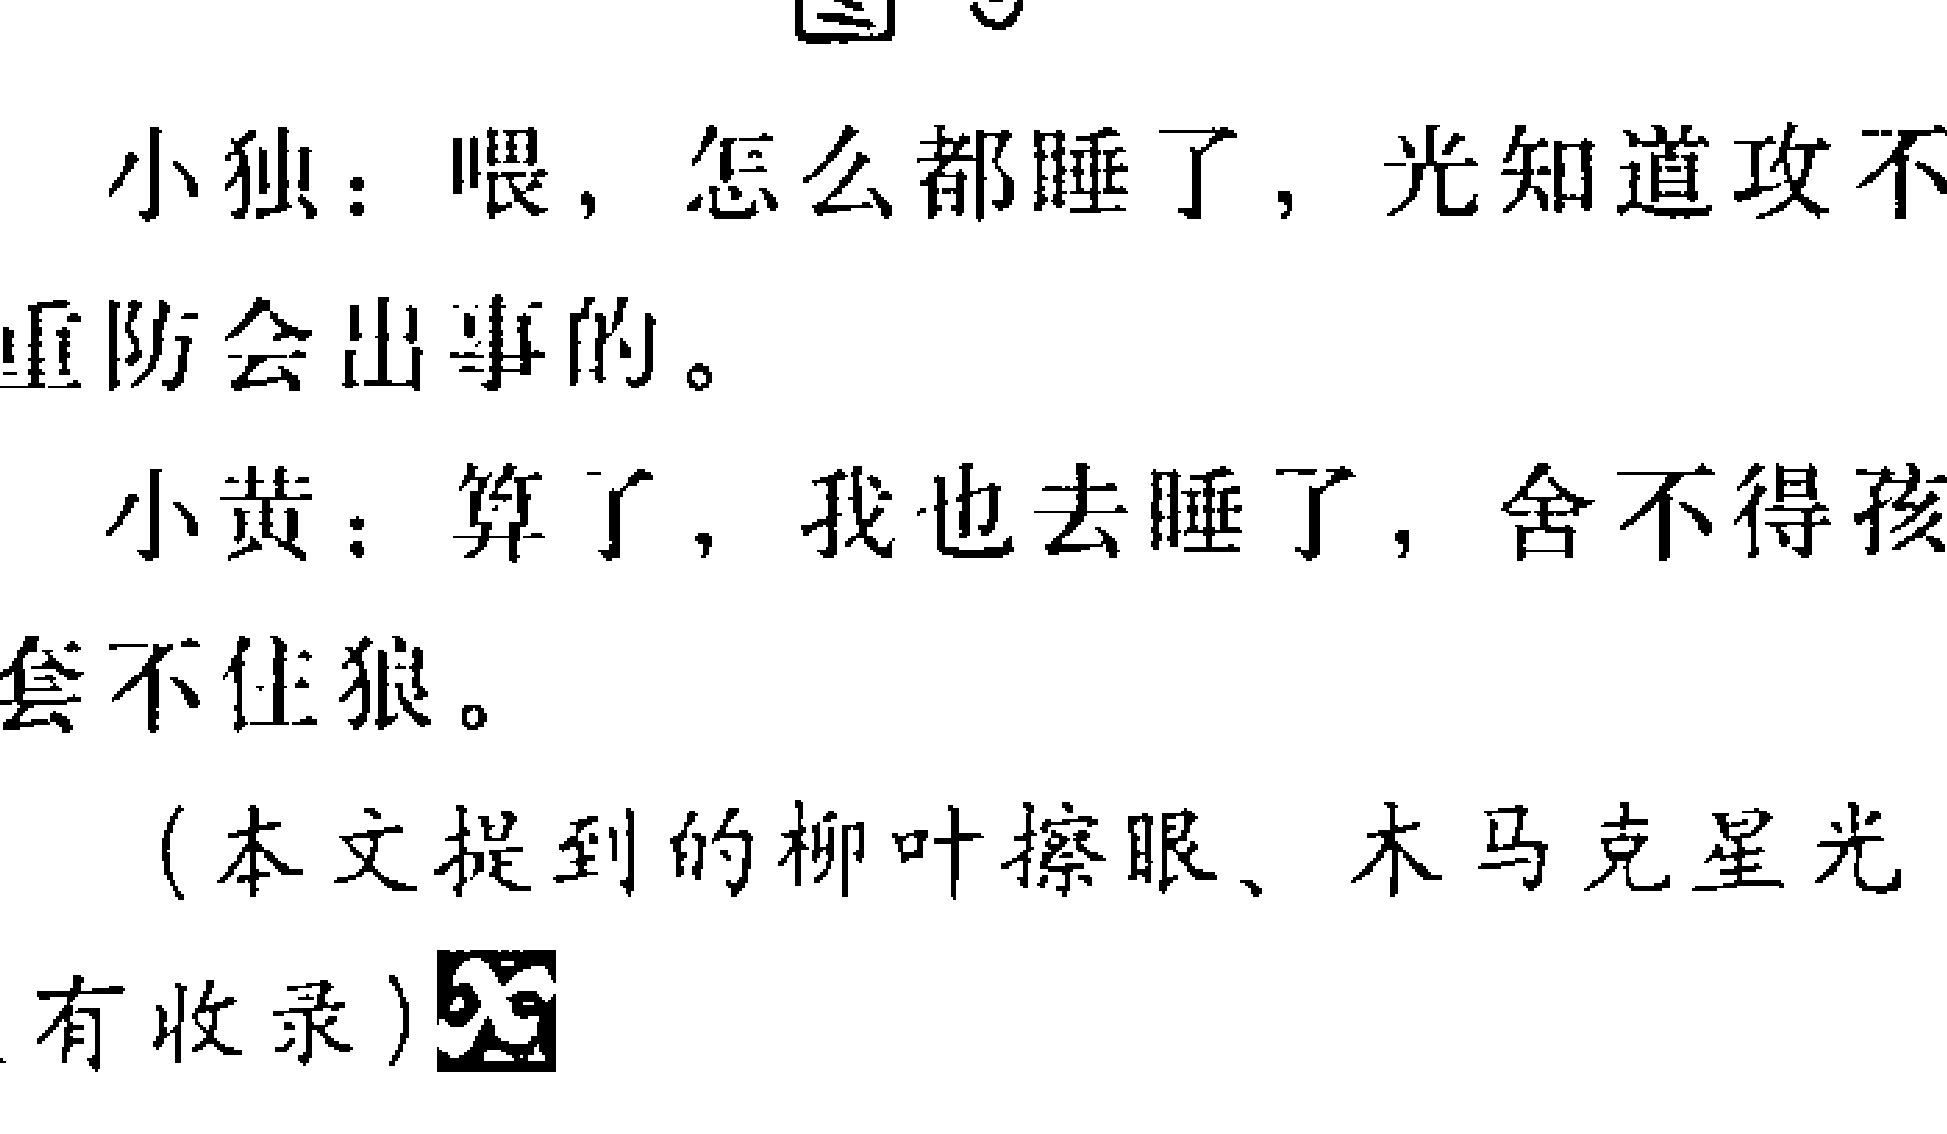 小独：喂，怎么都睡了，光知道攻不
重防会出事的。
小黄：算了，我也去睡了，舍不得孩
套不住狼。
（本文提到的柳叶擦眼、木马克星光
有收录）